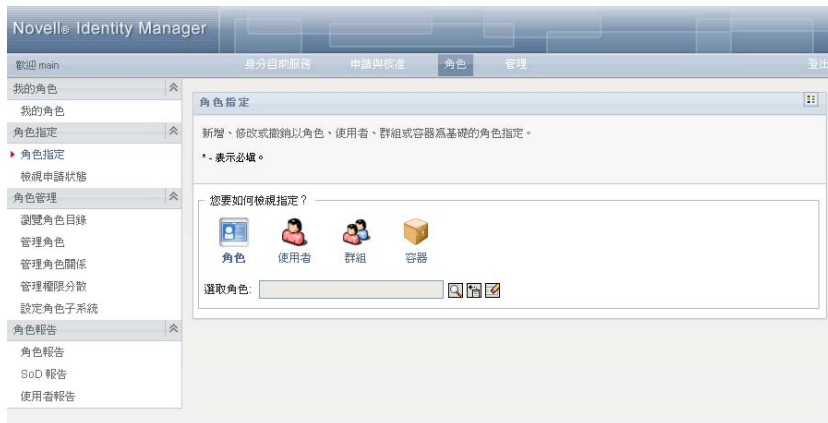 Novell® Identity Manager
歡迎 main
身分自助服務 申請與核准 角色 管理 登出
我的角色
我的角色
角色指定
角色指定
檢視申請狀態
角色管理
瀏覽角色目錄
管理角色
管理角色關係
管理權限分散
設定角色子系統
角色報告
角色報告
SoD 報告
使用者報告
角色指定
新增、修改或撤銷以角色、使用者、群組或容器為基礎的角色指定。
* - 表示必填。
您要如何檢視指定？
角色 使用者 群組 容器
選取角色: